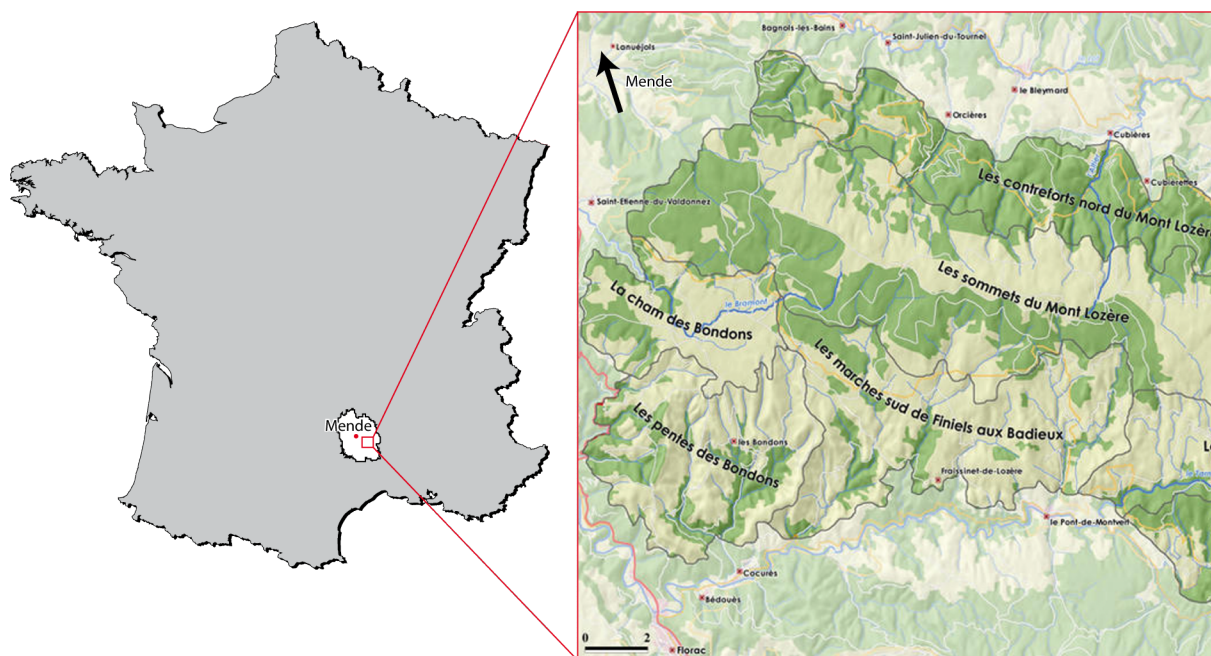 Mende
Bagnols-les-Bains
Saint-Julien-du-Tournel
Lanuéjols
Mende
le Bleymard
Orcières
Cubières
Cubièrettes
Les contreforts nord du Mont Lozère
Saint-Etienne-du-Valdonnez
Les sommets du Mont Lozère
La cham des Bondons
le Bramont
Les marches sud de Finiels aux Badieux
Les pentes des Bondons
les Bondons
Fraissinet-de-Lozère
le Pont-de-Montvert
Cocurès
Bédouès
Florac
0 2